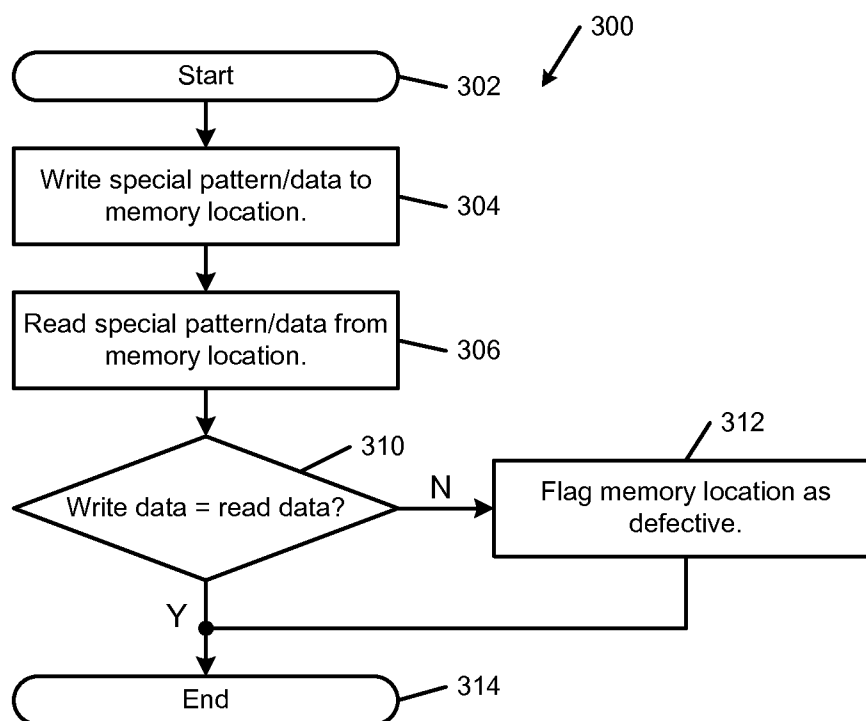 300
Start
302
Write special pattern/data to
memory location.
304
Read special pattern/data from
memory location.
306
310
312
Write data = read data?
N
Flag memory location as
defective.
Y
End
314